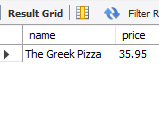 Result Grid Filter R
name price
The Greek Pizza 35.95